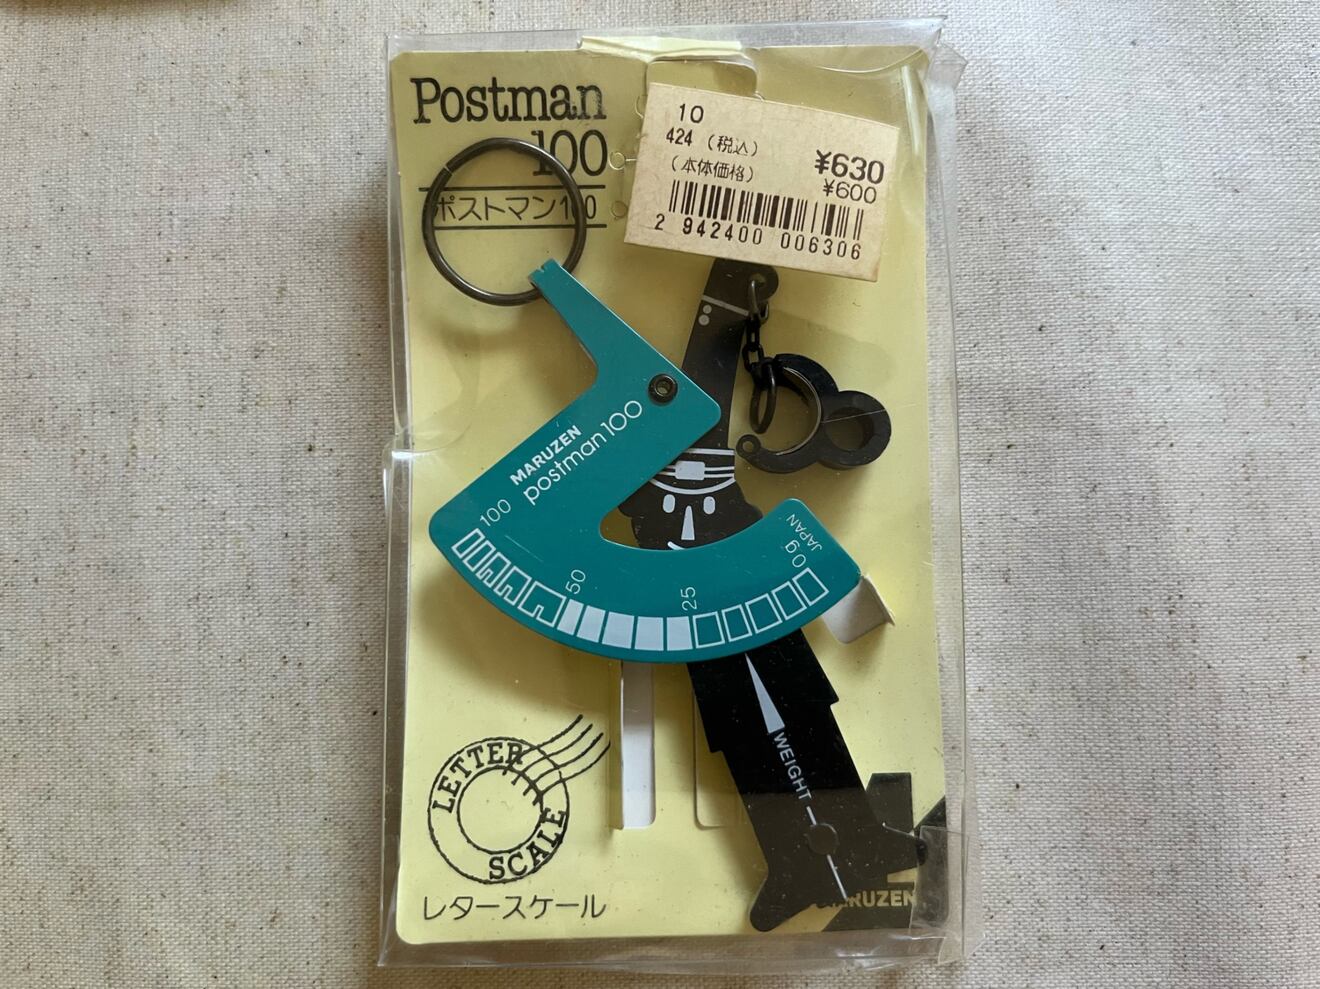 Postman
100
ポストマン100
10
424 (税込) ¥630
(本体価格) ¥600
2 942400 006306
MARUZEN
postman100
100
50
25
0g
JAPAN
WEIGHT
LETTER
SCALE
レタースケール
MARUZEN